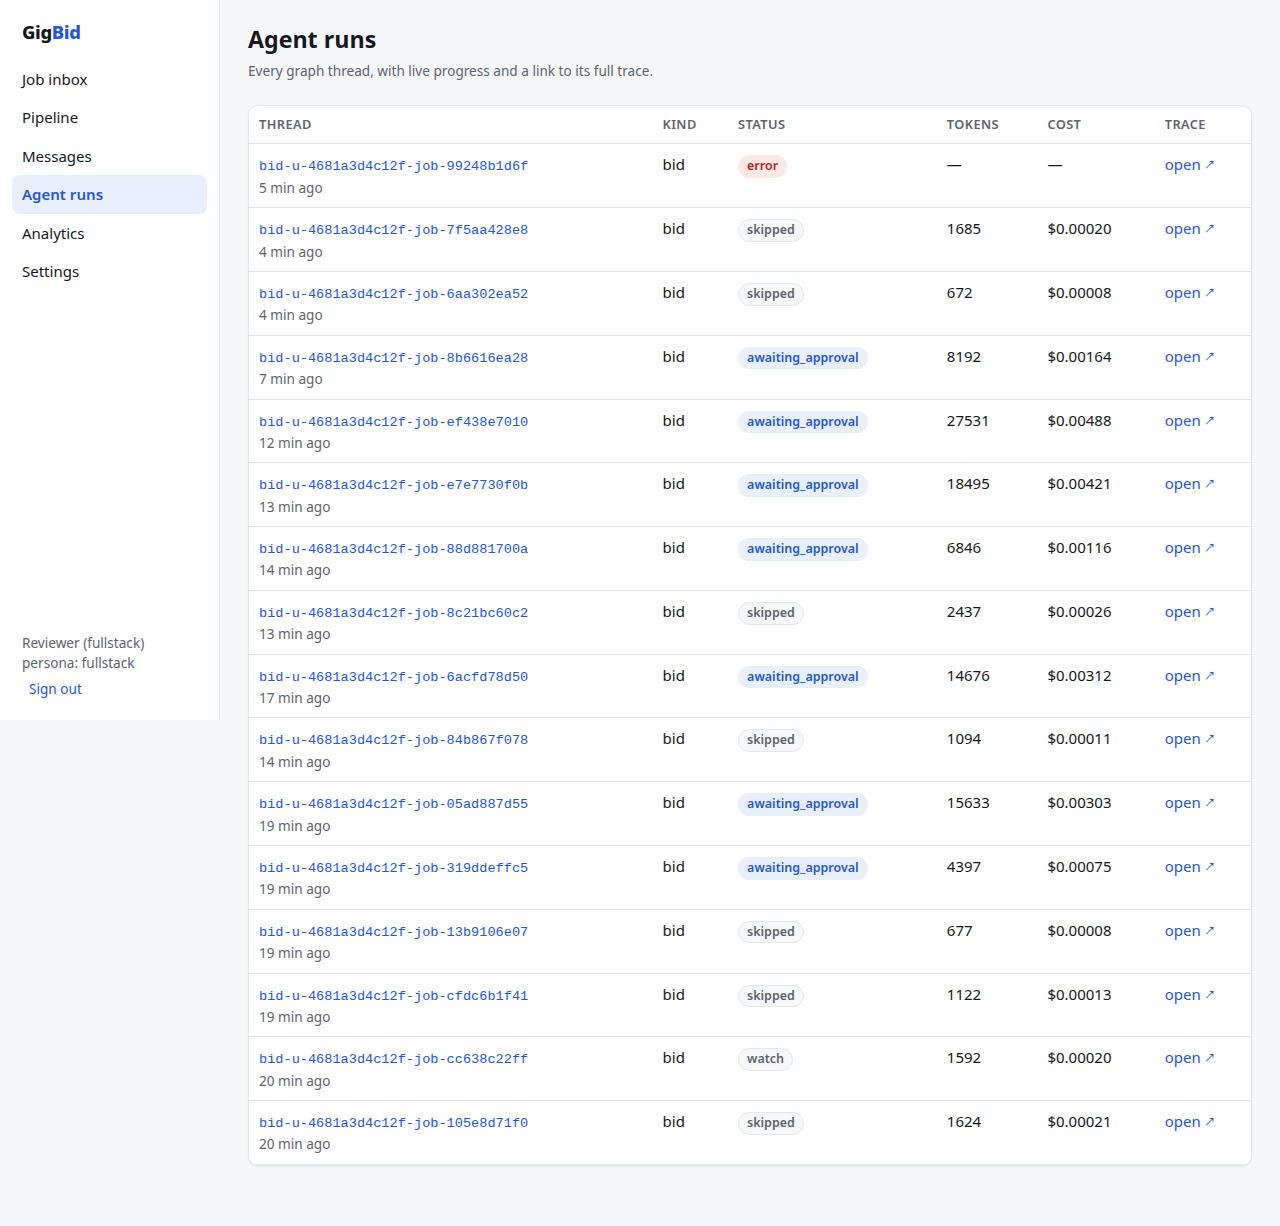 GigBid
Job inbox
Pipeline
Messages
Agent runs
Analytics
Settings
Reviewer (fullstack)
persona: fullstack
Sign out
Agent runs
Every graph thread, with live progress and a link to its full trace.
THREAD KIND STATUS TOKENS COST TRACE
bid-u-4681a3d4c12f-job-99248b1d6f bid error — — open ↗
5 min ago
bid-u-4681a3d4c12f-job-7f5aa428e8 bid skipped 1685 $0.00020 open ↗
4 min ago
bid-u-4681a3d4c12f-job-6aa302ea52 bid skipped 672 $0.00008 open ↗
4 min ago
bid-u-4681a3d4c12f-job-8b6616ea28 bid awaiting_approval 8192 $0.00164 open ↗
7 min ago
bid-u-4681a3d4c12f-job-ef438e7010 bid awaiting_approval 27531 $0.00488 open ↗
12 min ago
bid-u-4681a3d4c12f-job-e7e7730f0b bid awaiting_approval 18495 $0.00421 open ↗
13 min ago
bid-u-4681a3d4c12f-job-88d881700a bid awaiting_approval 6846 $0.00116 open ↗
14 min ago
bid-u-4681a3d4c12f-job-8c21bc60c2 bid skipped 2437 $0.00026 open ↗
13 min ago
bid-u-4681a3d4c12f-job-6acfd78d50 bid awaiting_approval 14676 $0.00312 open ↗
17 min ago
bid-u-4681a3d4c12f-job-84b867f078 bid skipped 1094 $0.00011 open ↗
14 min ago
bid-u-4681a3d4c12f-job-05ad887d55 bid awaiting_approval 15633 $0.00303 open ↗
19 min ago
bid-u-4681a3d4c12f-job-319ddeffc5 bid awaiting_approval 4397 $0.00075 open ↗
19 min ago
bid-u-4681a3d4c12f-job-13b9106e07 bid skipped 677 $0.00008 open ↗
19 min ago
bid-u-4681a3d4c12f-job-cfdc6b1f41 bid skipped 1122 $0.00013 open ↗
19 min ago
bid-u-4681a3d4c12f-job-cc638c22ff bid watch 1592 $0.00020 open ↗
20 min ago
bid-u-4681a3d4c12f-job-105e8d71f0 bid skipped 1624 $0.00021 open ↗
20 min ago